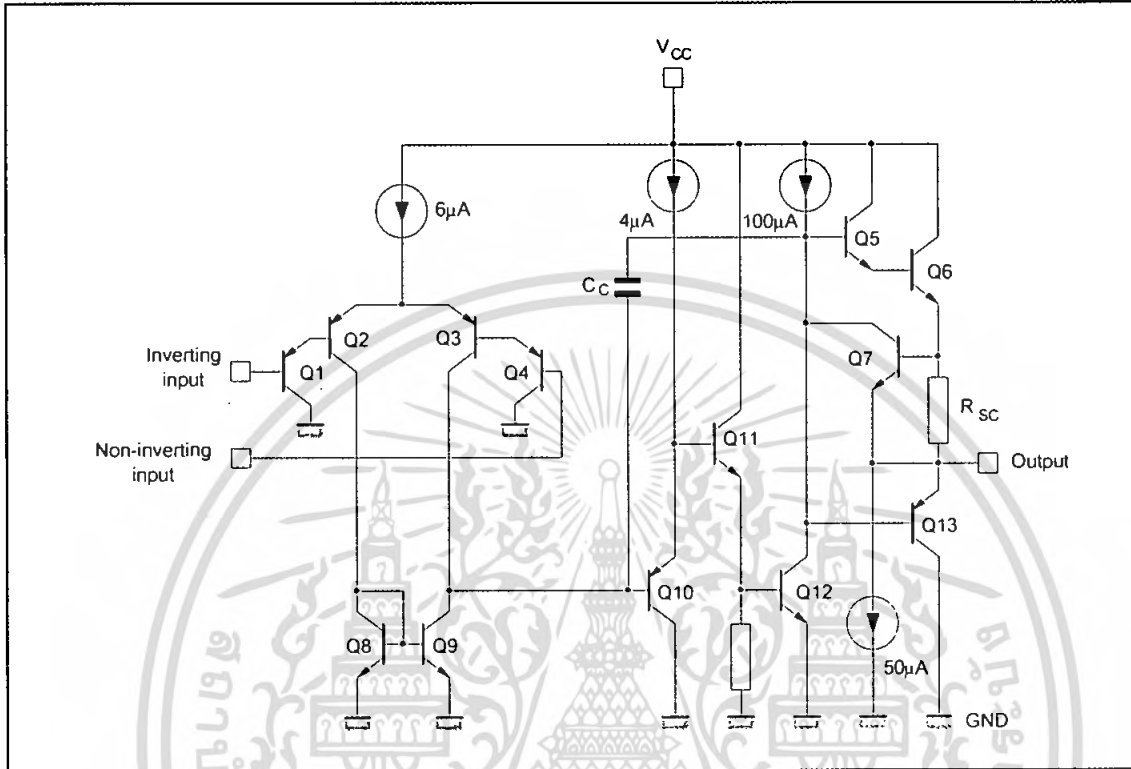 V_CC
6µA
4µA
100µA
Q5
Q6
C_C
Q2
Q3
Q7
Inverting
input
Q1
Q4
R_SC
Q11
Non-inverting
input
Output
Q13
Q10
Q12
Q8
Q9
50µA
GND